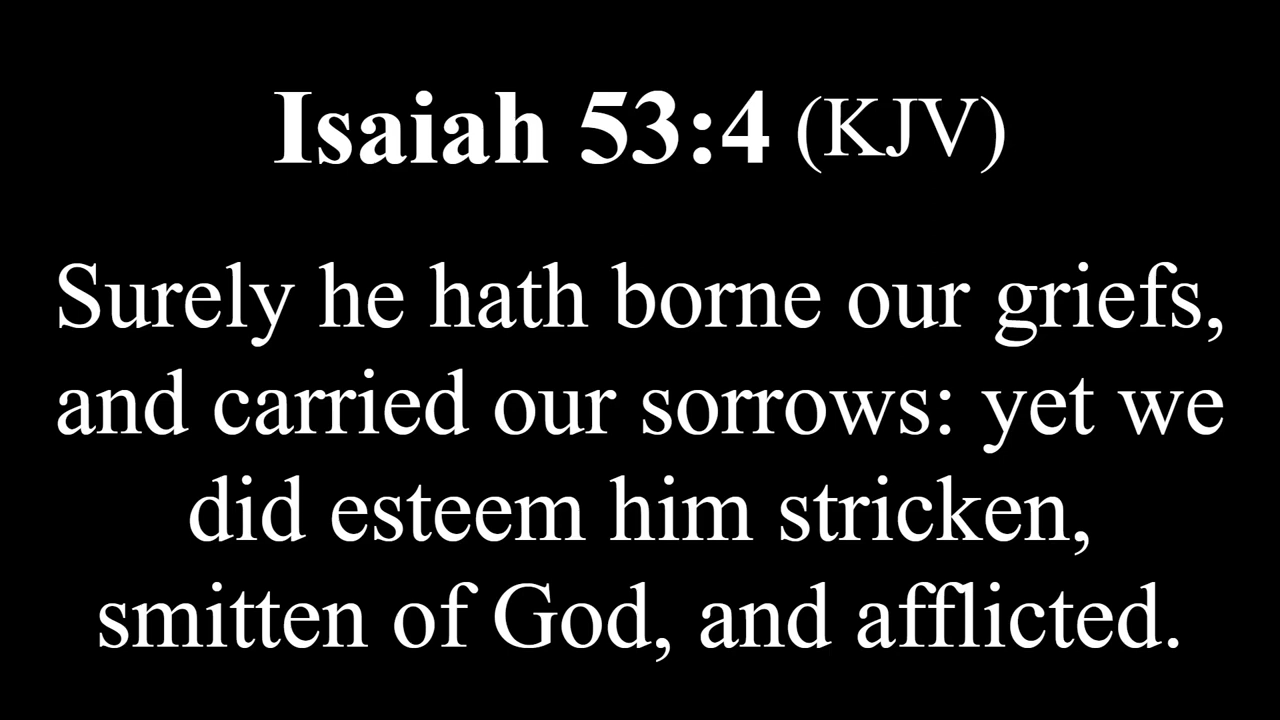 Isaiah 53:4 (KJV)
Surely he hath borne our griefs,
and carried our sorrows: yet we
did esteem him stricken,
smitten of God, and afflicted.